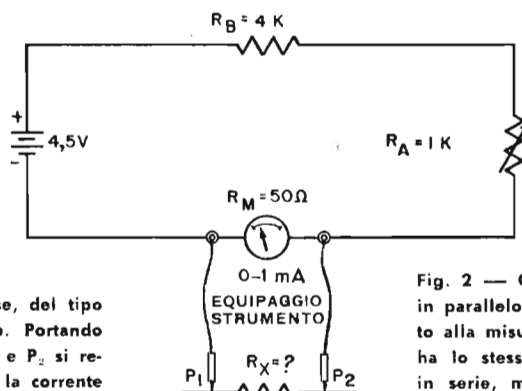 R_B = 4 K
+
4,5V
-
R_A = 1 K
R_M = 50Ω
0-1 mA
EQUIPAGGIO
STRUMENTO
P1
R_X = ?
P2
e, del tipo
o. Portando
e P₂ si re-
la corrente
Fig. 2 —
in parallelo
to alla misu
ha lo stess
in serie, n